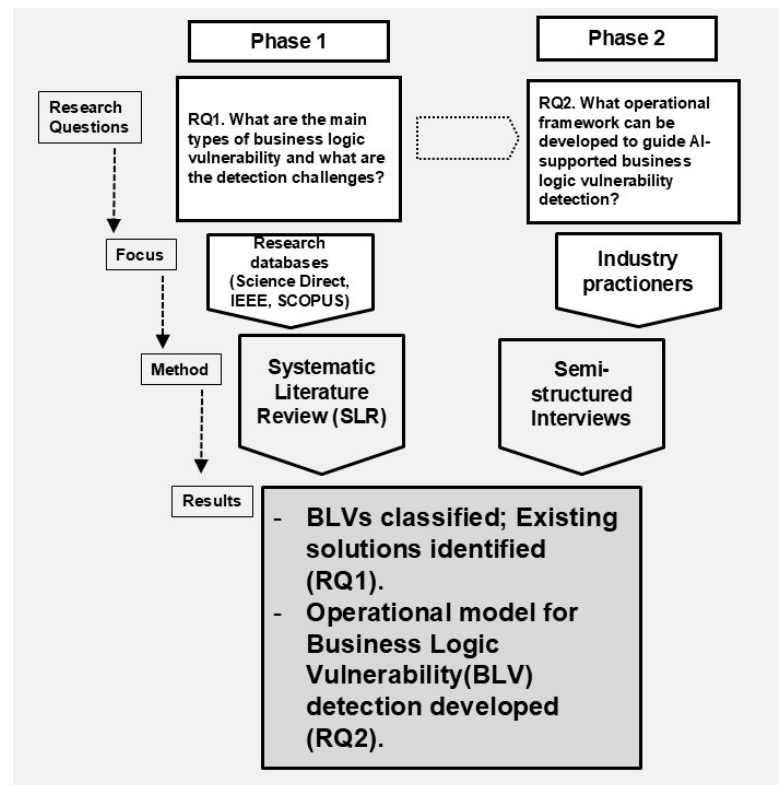 Phase 1
Phase 2
Research
Questions
RQ1. What are the main
types of business logic
vulnerability and what are
the detection challenges?
RQ2. What operational
framework can be
developed to guide AI-
supported business
logic vulnerability
detection?
Focus
Research
databases
(Science Direct,
IEEE, SCOPUS)
Industry
practioners
Method
Systematic
Literature
Review (SLR)
Semi-
structured
Interviews
Results
- BLVs classified; Existing
solutions identified
(RQ1).
- Operational model for
Business Logic
Vulnerability(BLV)
detection developed
(RQ2).